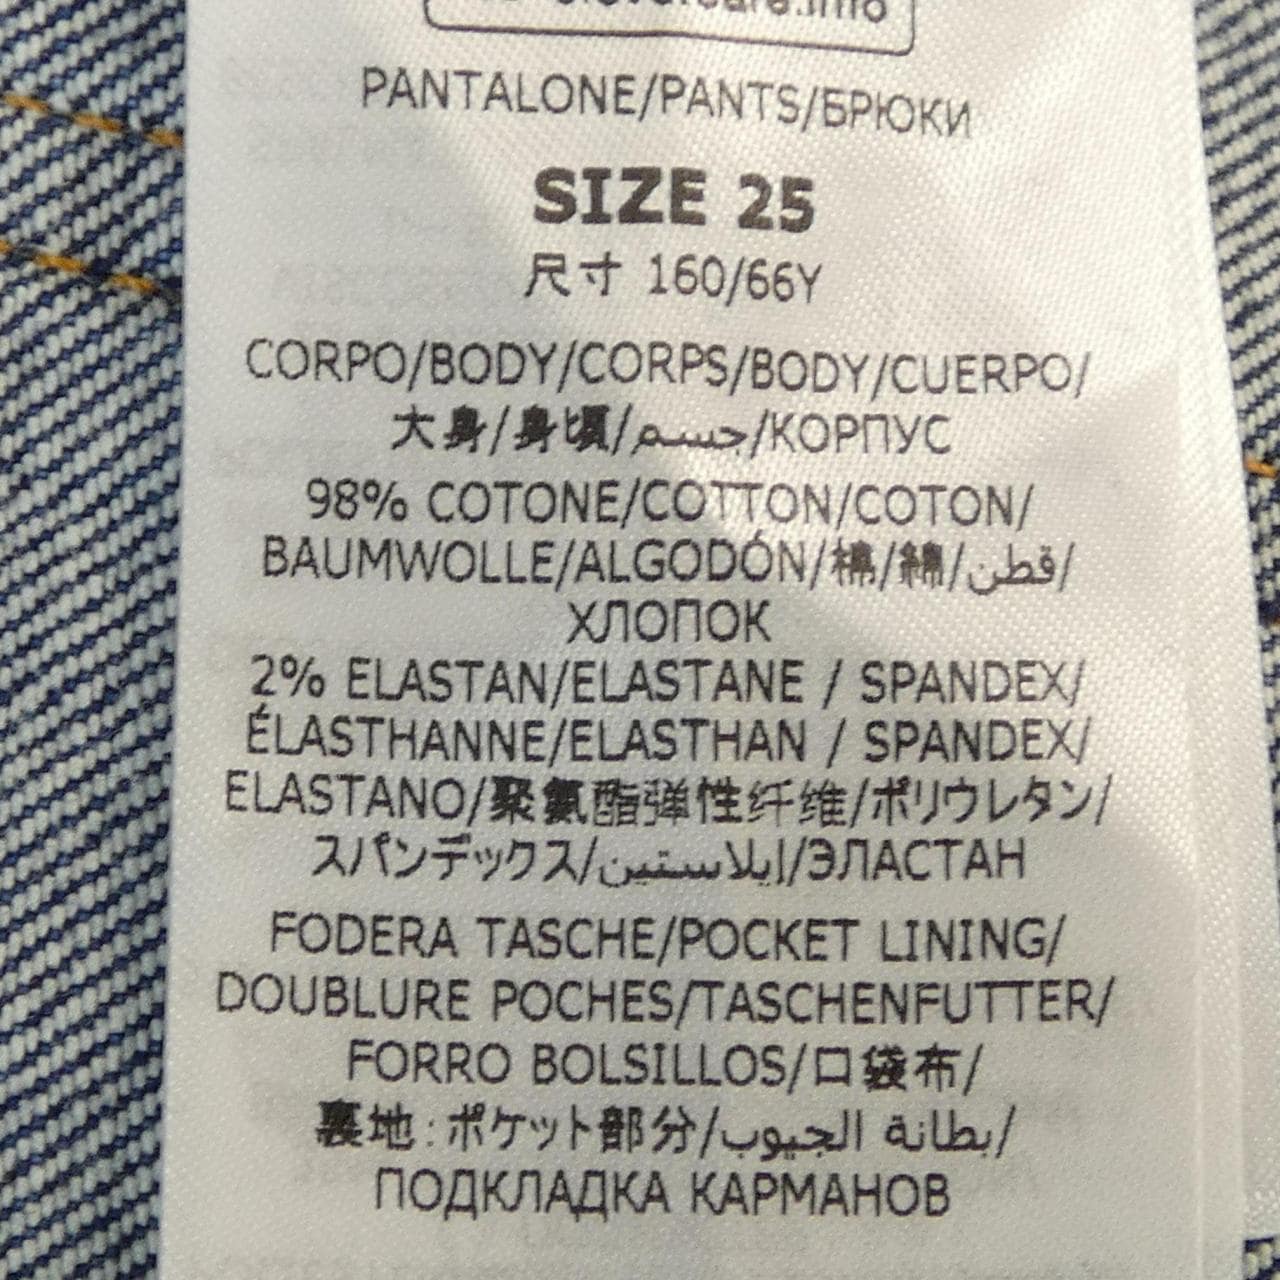 clevercare.info
PANTALONE/PANTS/БРЮКИ
SIZE 25
尺寸 160/66Y
CORPO/BODY/CORPS/BODY/CUERPO/
大身/身頃/جسم/КОРПУС
98% COTONE/COTTON/COTON/
BAUMWOLLE/ALGODÓN/棉/綿/قطن/
ХЛОПОК
2% ELASTAN/ELASTANE / SPANDEX/
ÉLASTHANNE/ELASTHAN / SPANDEX/
ELASTANO/聚氨酯弹性纤维/ポリウレタン/
スパンデックス/ايلاستين/ЭЛАСТАН
FODERA TASCHE/POCKET LINING/
DOUBLURE POCHES/TASCHENFUTTER/
FORRO BOLSILLOS/口袋布/
裏地:ポケット部分/بطانة الجيوب/
ПОДКЛАДКА КАРМАНОВ